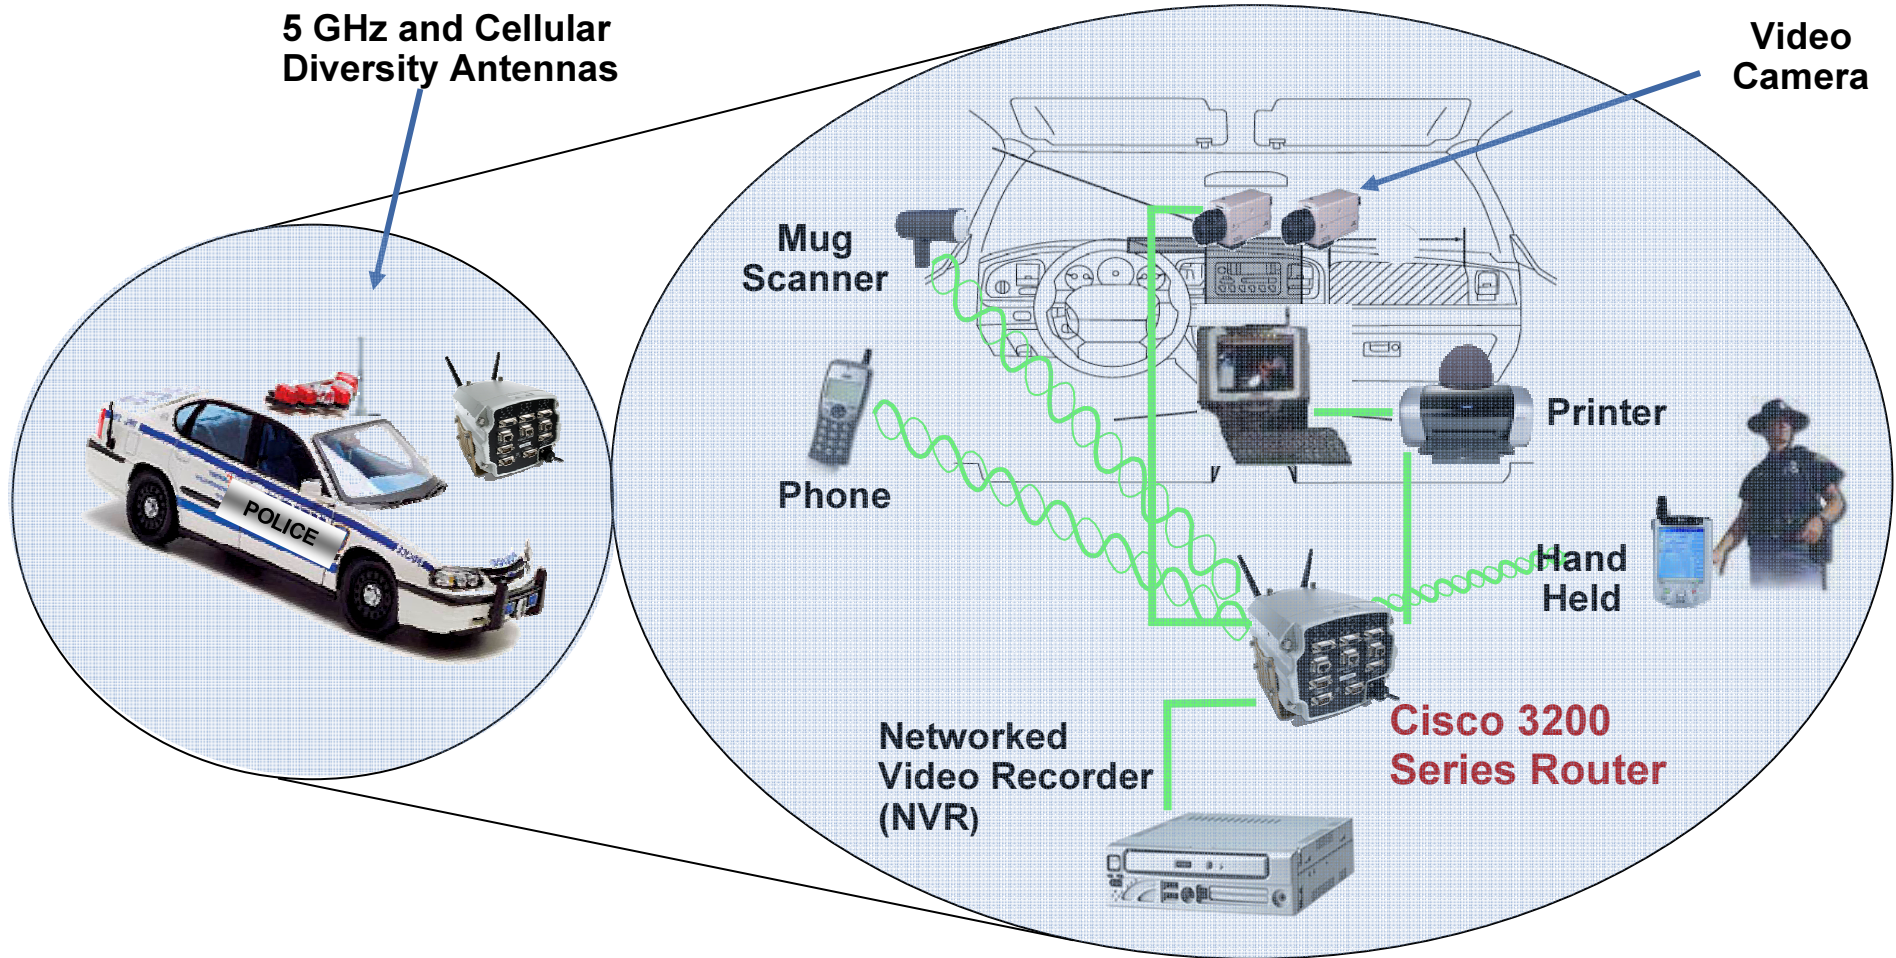 5 GHz and Cellular
Diversity Antennas
Video
Camera
Mug
Scanner
Phone
Printer
Hand
Held
POLICE
Cisco 3200
Series Router
Networked
Video Recorder
(NVR)